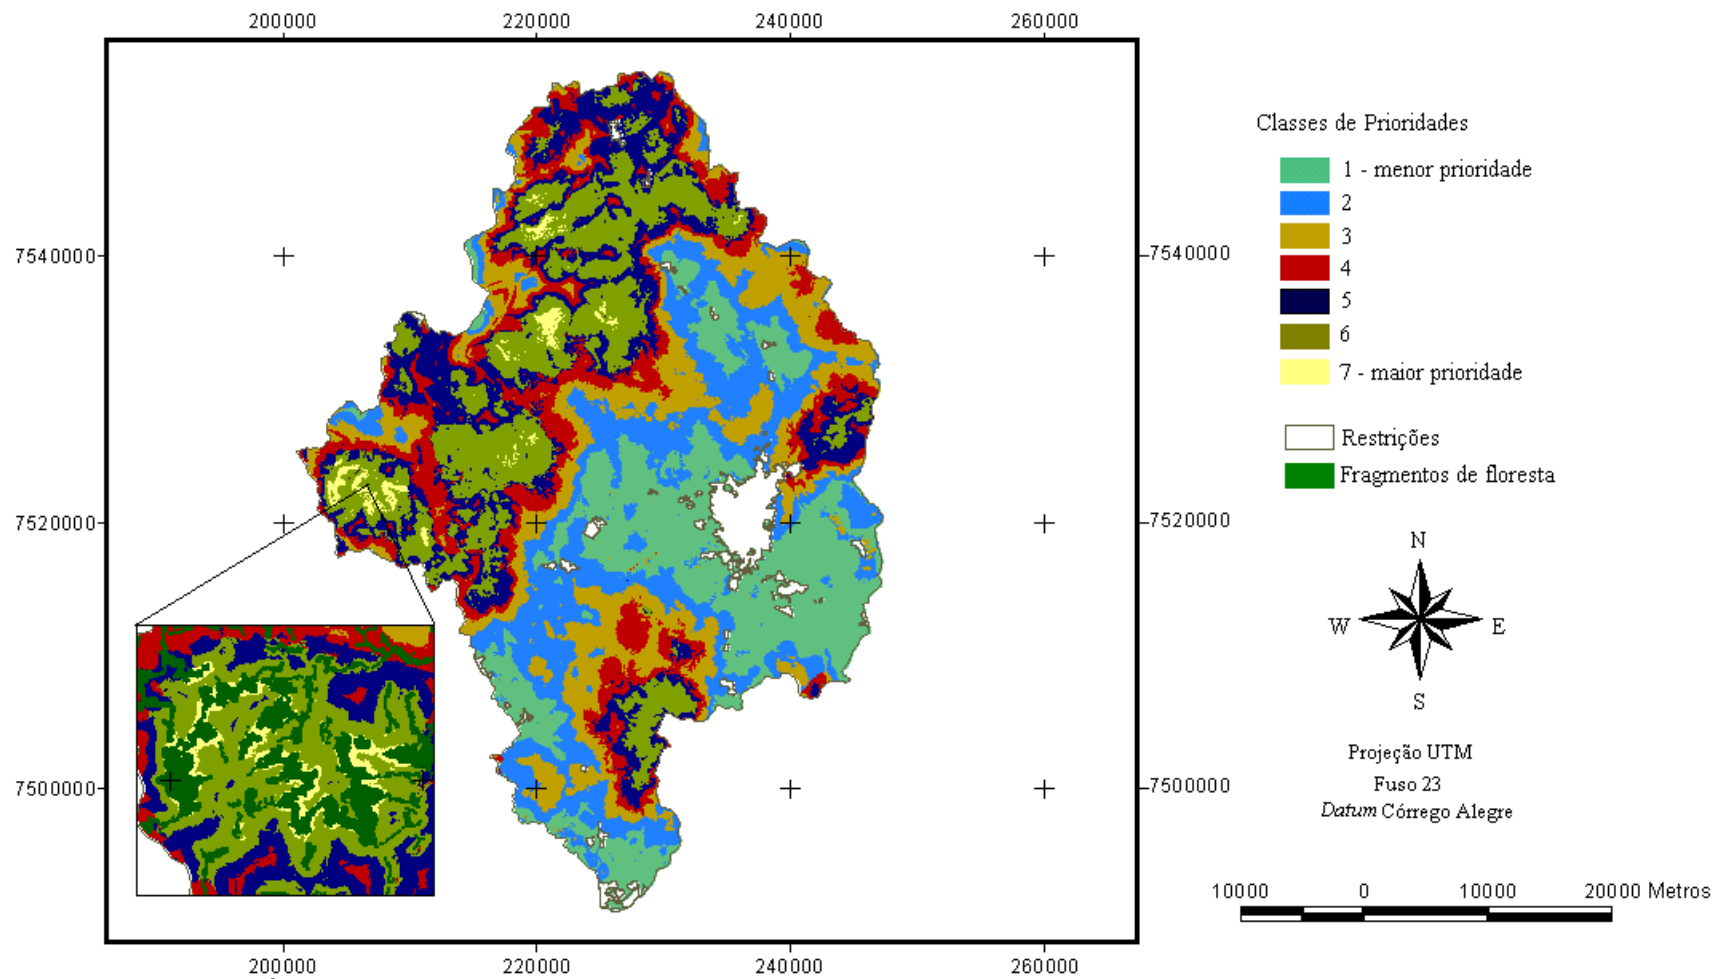 200000 220000 240000 260000
7540000 7540000
7520000 7520000
7500000 7500000
200000 220000 240000 260000
Classes de Prioridades
1 - menor prioridade
2
3
4
5
6
7 - maior prioridade
Restrições
Fragmentos de floresta
N
W E
S
Projeção UTM
Fuso 23
Datum Córrego Alegre
10000 0 10000 20000 Metros